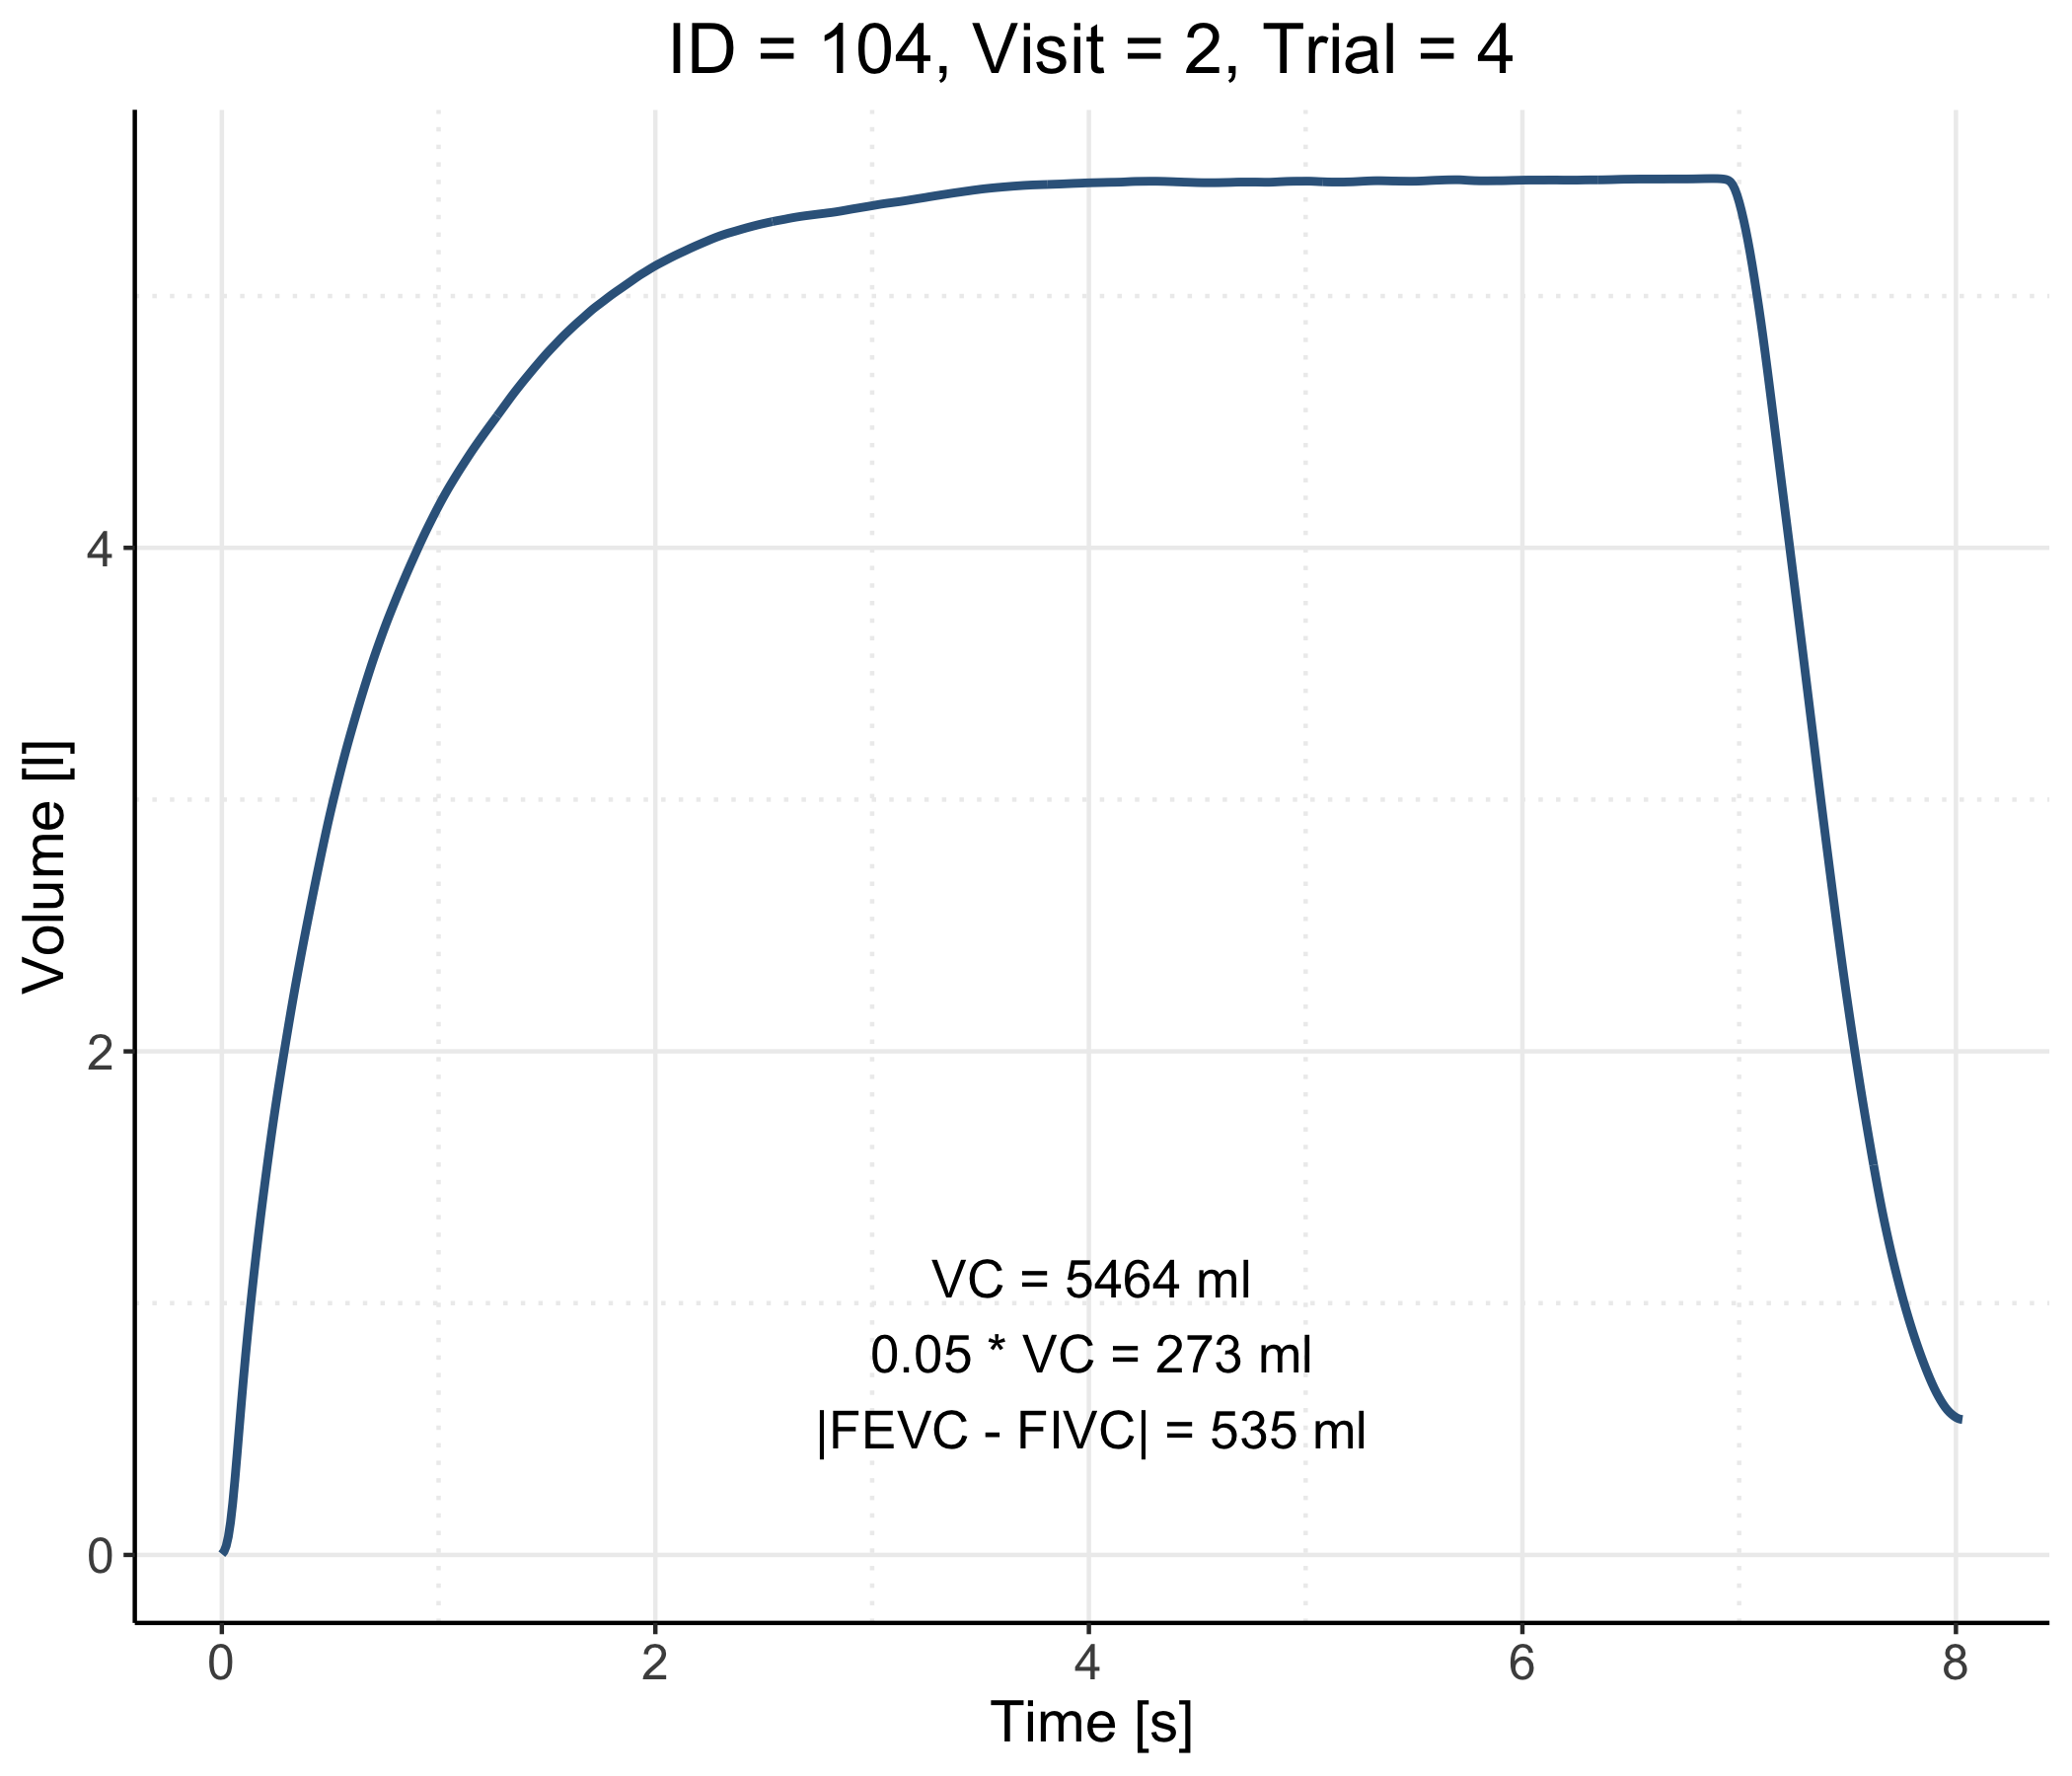 ID = 104, Visit = 2, Trial = 4
Volume [l]
4
2
0
VC = 5464 ml
0.05 * VC = 273 ml
|FEVC - FIVC| = 535 ml
0 2 4 6 8
Time [s]